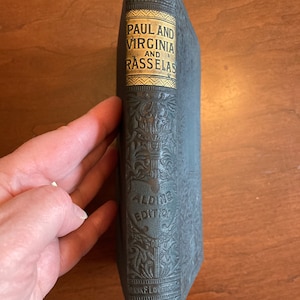 PAUL AND
VIRGINIA
AND
RASSELAS
ALDINE
EDITION